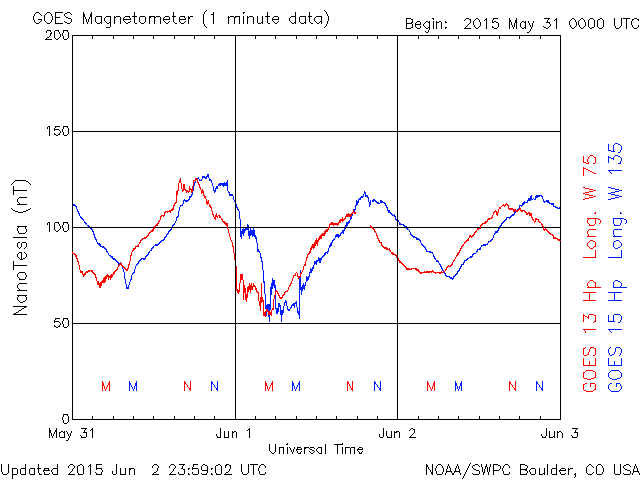 GOES Magnetometer (1 minute data)
Begin: 2015 May 31 0000 UTC
200
150
100
50
0
NanoTesla (nT)
M M N N M M N N M M N N
May 31 Jun 1 Jun 2 Jun 3
Universal Time
GOES 13 Hp Long. W 75
GOES 15 Hp Long. W 135
Updated 2015 Jun 2 23:59:02 UTC
NOAA/SWPC Boulder, CO USA